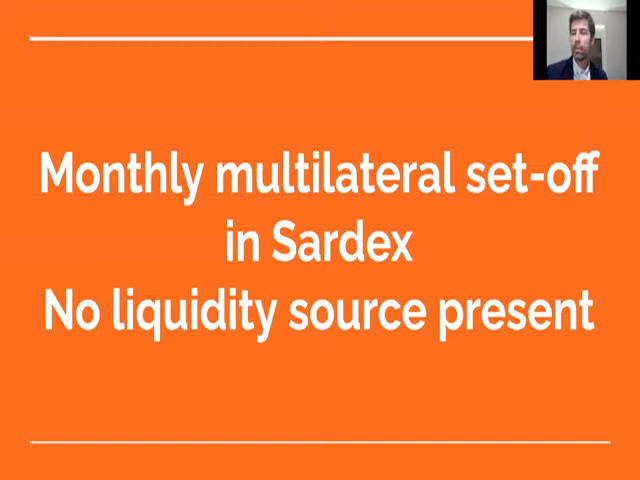 Monthly multilateral set-off
in Sardex
No liquidity source present